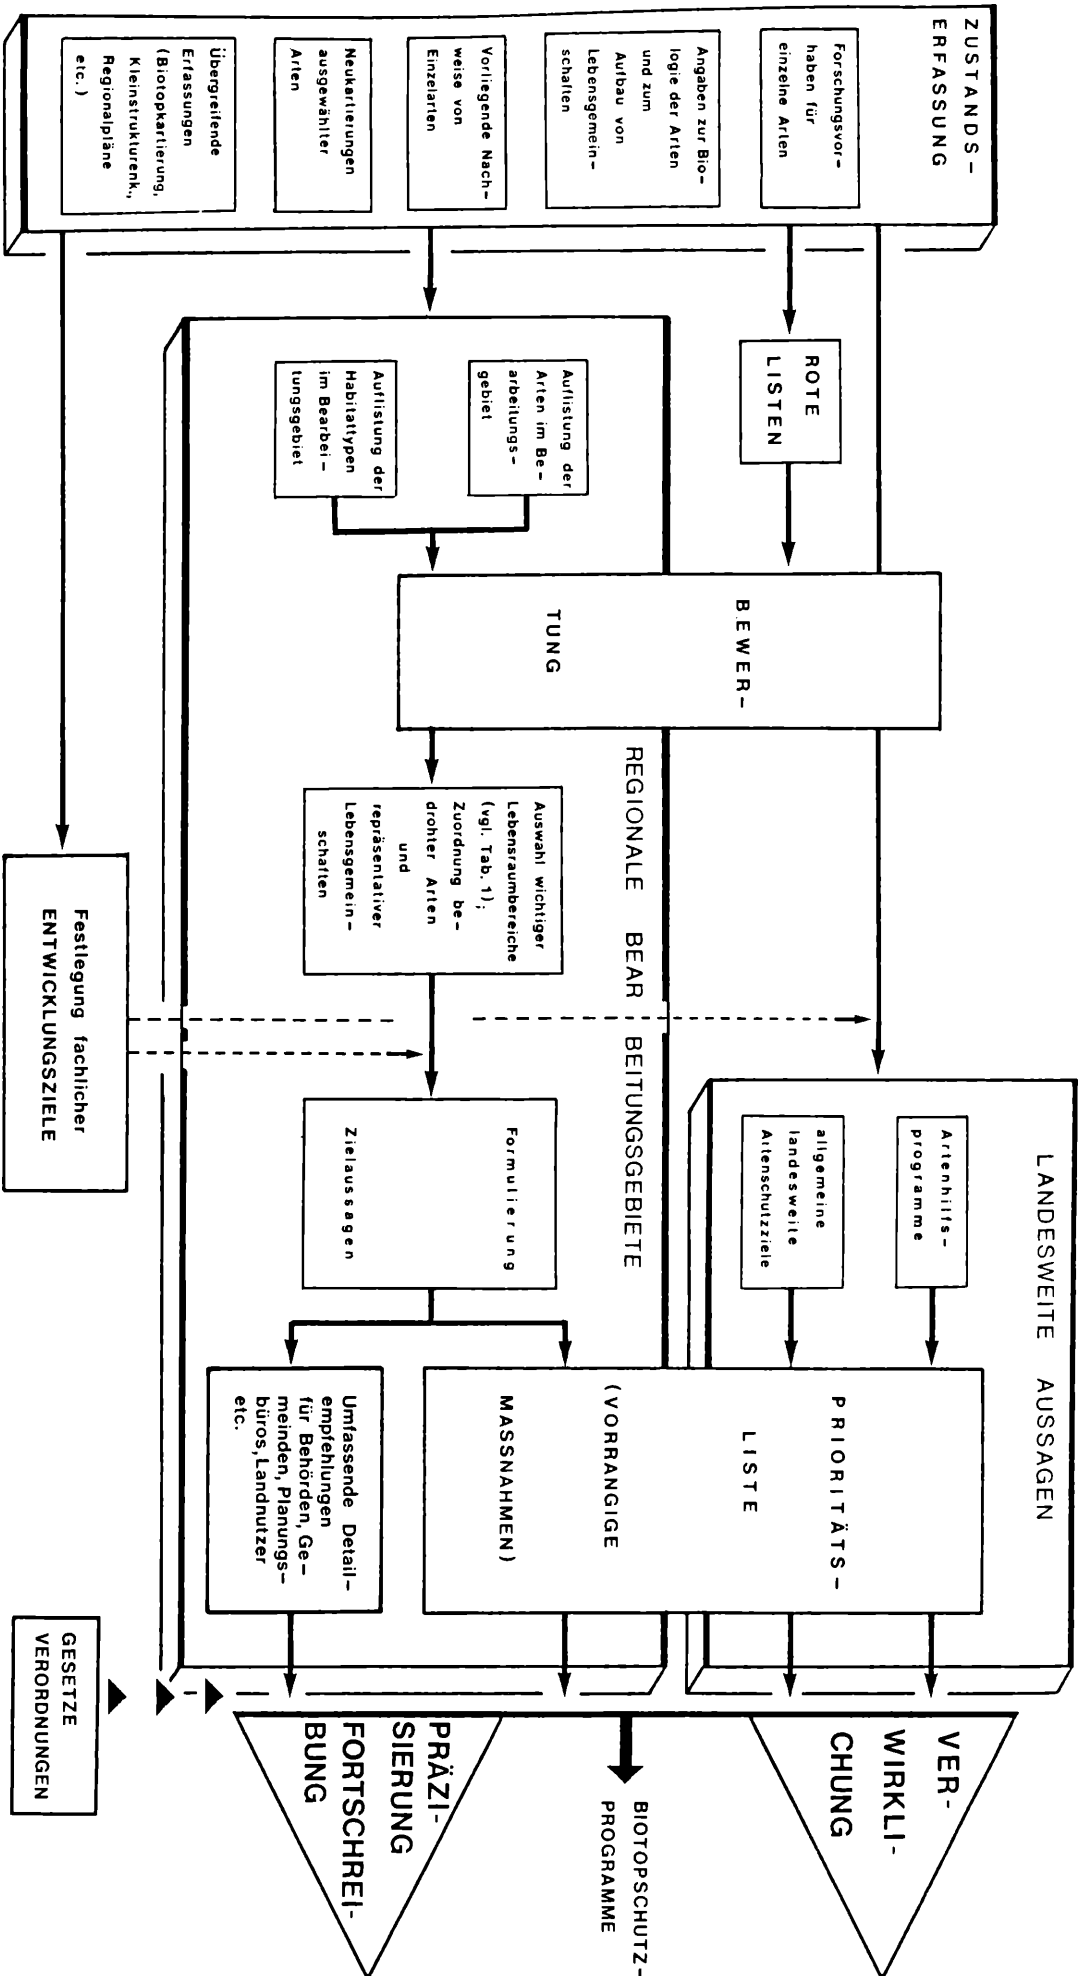 ZUSTANDS-
ERFASSUNG
Forschungsvor-
haben für
einzelne Arten
Angaben zur Bio-
logie der Arten
und zum
Aufbau von
Lebensgemein-
schaften
Vorliegende Nach-
weise von
Einzelarten
Neukartierungen
ausgewählter
Arten
Übergreifende
Erfassungen
(Biotopkartierung,
Kleinstrukturenk.,
Regionalpläne
etc.)
ROTE
LISTEN
Auflistung der
Arten im Be-
arbeitungs-
gebiet
Auflistung der
Habitattypen
im Bearbei-
tungsgebiet
BEWER-
TUNG
REGIONALE BEAR BEITUNGSGEBIETE
Auswahl wichtiger
Lebensraumbereiche
(vgl. Tab. 1);
Zuordnung be-
drohter Arten
und
repräsentativer
Lebensgemein-
schaften
Festlegung fachlicher
ENTWICKLUNGSZIELE
LANDESWEITE AUSSAGEN
Artenhilfs-
programme
allgemeine
landesweite
Artenschutzziele
Formulierung
Zielaussagen
PRIORITÄTS-
LISTE
(VORRANGIGE
MASSNAHMEN)
Umfassende Detail-
empfehlungen
für Behörden, Ge-
meinden, Planungs-
büros, Landnutzer
etc.
GESETZE
VERORDNUNGEN
VER-
WIRKLI-
CHUNG
BIOTOPSCHUTZ-
PROGRAMME
PRÄZI-
SIERUNG
FORTSCHREI-
BUNG